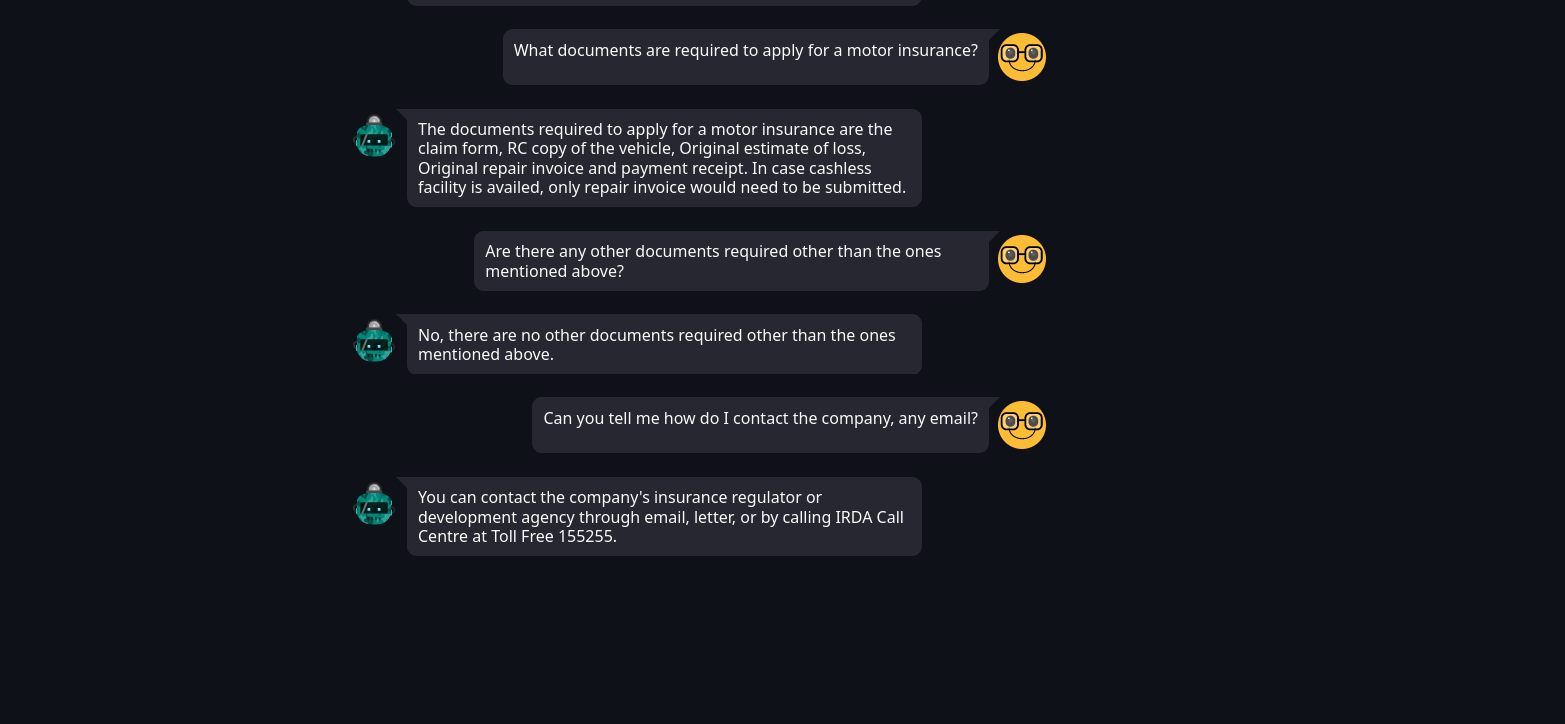 What documents are required to apply for a motor insurance?
The documents required to apply for a motor insurance are the
claim form, RC copy of the vehicle, Original estimate of loss,
Original repair invoice and payment receipt. In case cashless
facility is availed, only repair invoice would need to be submitted.
Are there any other documents required other than the ones
mentioned above?
No, there are no other documents required other than the ones
mentioned above.
Can you tell me how do I contact the company, any email?
You can contact the company's insurance regulator or
development agency through email, letter, or by calling IRDA Call
Centre at Toll Free 155255.